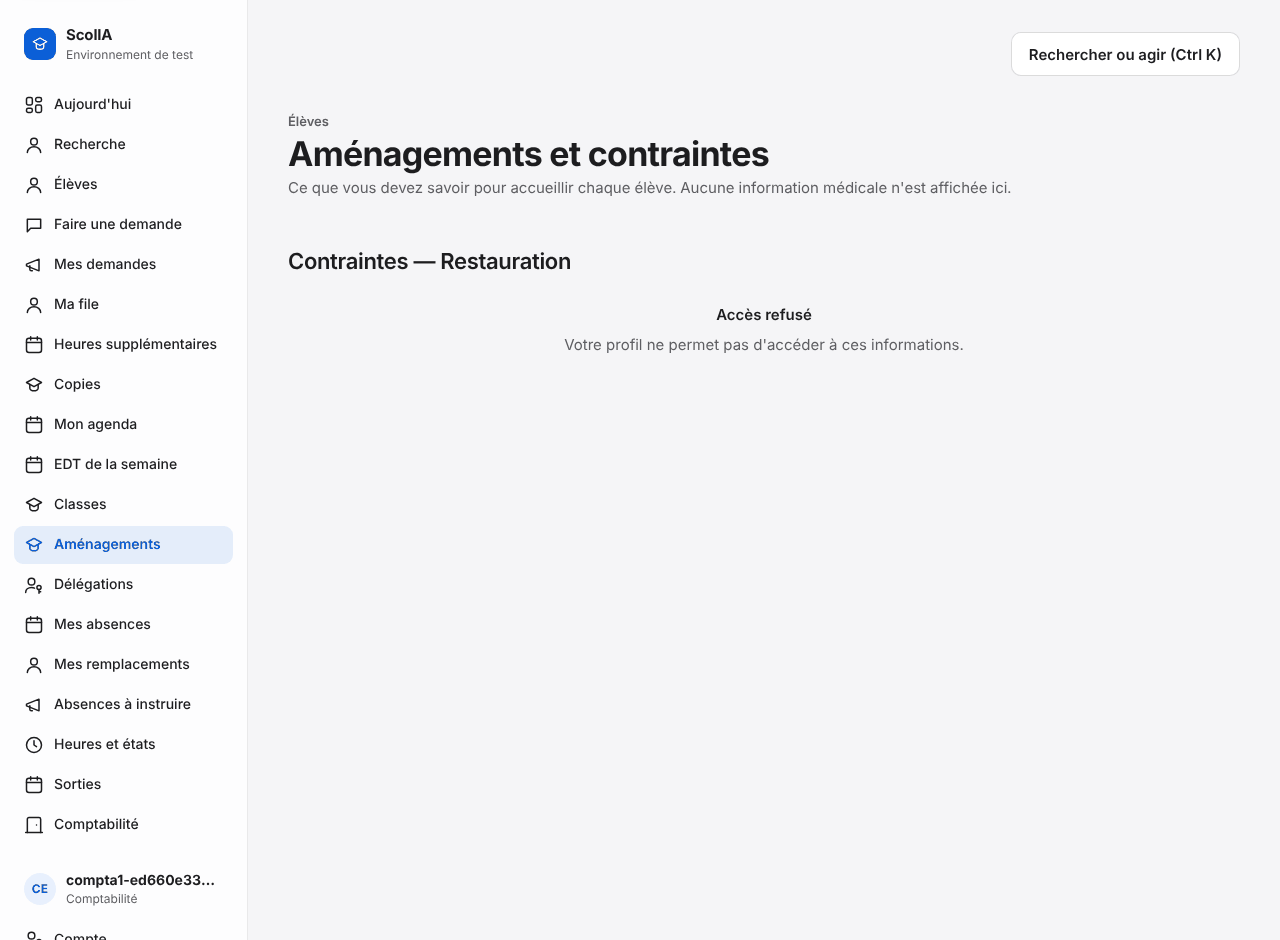 ScolIA
Environnement de test
Aujourd'hui
Recherche
Élèves
Faire une demande
Mes demandes
Ma file
Heures supplémentaires
Copies
Mon agenda
EDT de la semaine
Classes
Aménagements
Délégations
Mes absences
Mes remplacements
Absences à instruire
Heures et états
Sorties
Comptabilité
CE
compta1-ed660e33...
Comptabilité
Compte
Rechercher ou agir (Ctrl K)
Élèves
Aménagements et contraintes
Ce que vous devez savoir pour accueillir chaque élève. Aucune information médicale n'est affichée ici.
Contraintes — Restauration
Accès refusé
Votre profil ne permet pas d'accéder à ces informations.